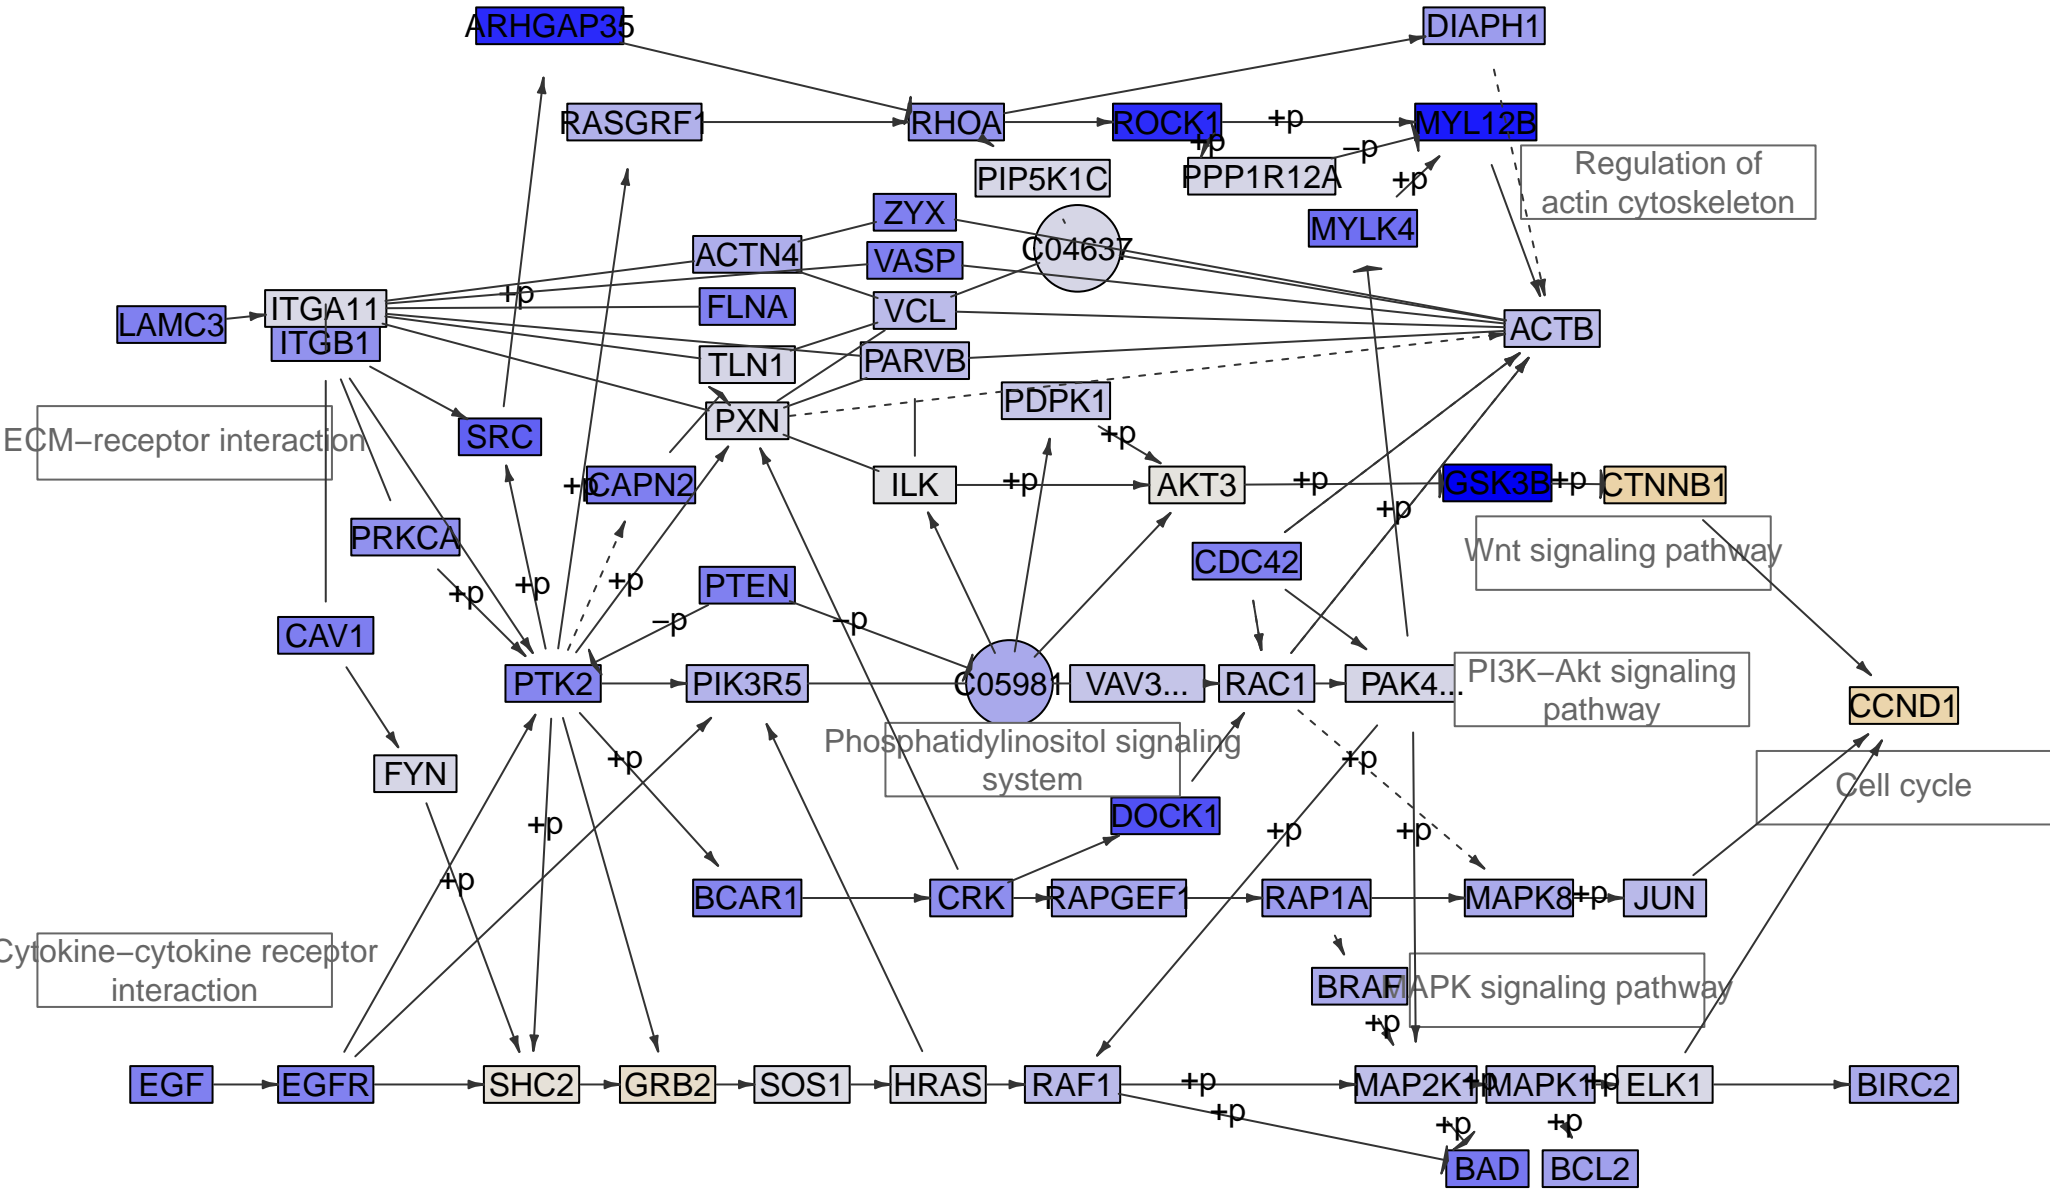 ARHGAP35
DIAPH1
RASGRF1
RHOA
ROCK1
+p
MYL12B
+p
−p
PIP5K1C
PPP1R12A
+p
Regulation of
actin cytoskeleton
ZYX
MYLK4
ACTN4
VASP
C04637
+p
ITGA11
FLNA
VCL
LAMC3
ITGB1
ACTB
TLN1
PARVB
PDPK1
PXN
+p
ECM−receptor interaction
SRC
+p
CAPN2
ILK
+p
AKT3
+p
GSK3B
+p
CTNNB1
+p
PRKCA
Wnt signaling pathway
CDC42
+p
+p
+p
PTEN
−p
−p
CAV1
PTK2
PIK3R5
C05981
VAV3...
RAC1
PAK4...
PI3K−Akt signaling
pathway
CCND1
Phosphatidylinositol signaling
system
+p
+p
FYN
Cell cycle
DOCK1
+p
+p
+p
+p
BCAR1
CRK
RAPGEF1
RAP1A
MAPK8
+p
JUN
Cytokine−cytokine receptor
interaction
BRAF
MAPK signaling pathway
+p
EGF
EGFR
SHC2
GRB2
SOS1
HRAS
RAF1
+p
MAP2K1
+p
MAPK1
+p
ELK1
BIRC2
+p
+p
+p
BAD
BCL2